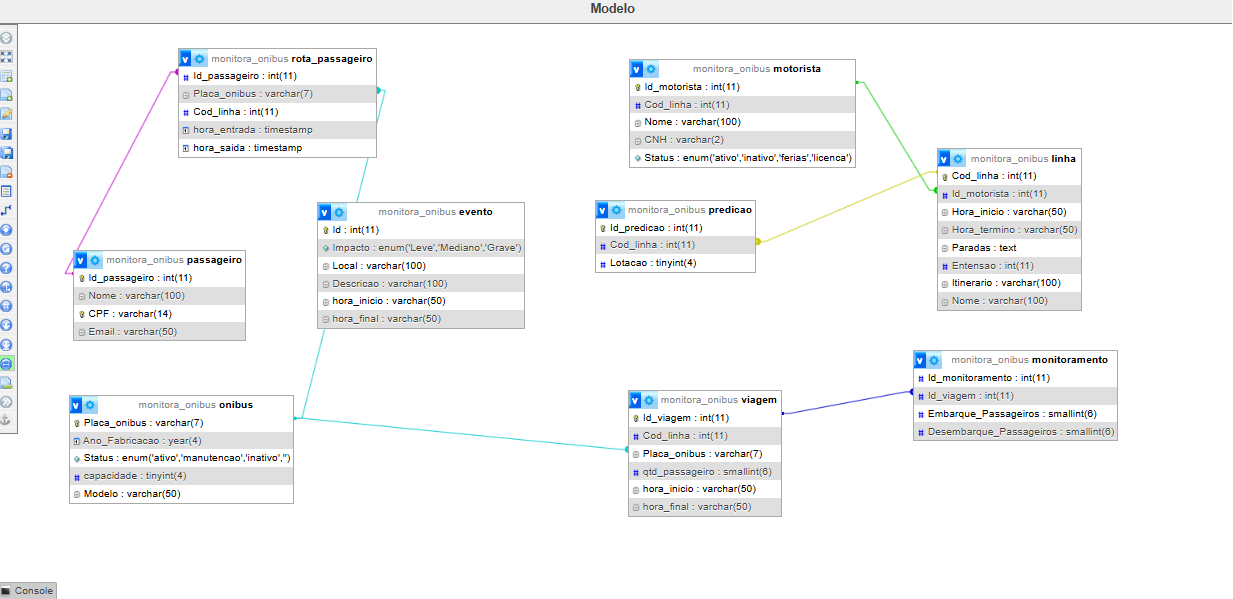 Modelo
monitora_onibus rota_passageiro
Id_passageiro : int(11)
Placa_onibus : varchar(7)
Cod_linha : int(11)
hora_entrada : timestamp
hora_saida : timestamp
monitora_onibus motorista
Id_motorista : int(11)
Cod_linha : int(11)
Nome : varchar(100)
CNH : varchar(2)
Status : enum('ativo','inativo','ferias','licenca')
monitora_onibus linha
Cod_linha : int(11)
Id_motorista : int(11)
Hora_inicio : varchar(50)
Hora_termino : varchar(50)
Paradas : text
Entensao : int(11)
Itinerario : varchar(100)
Nome : varchar(100)
monitora_onibus evento
Id : int(11)
Impacto : enum('Leve','Mediano','Grave')
Local : varchar(100)
Descricao : varchar(100)
hora_inicio : varchar(50)
hora_final : varchar(50)
monitora_onibus predicao
Id_predicao : int(11)
Cod_linha : int(11)
Lotacao : tinyint(4)
monitora_onibus passageiro
Id_passageiro : int(11)
Nome : varchar(100)
CPF : varchar(14)
Email : varchar(50)
monitora_onibus monitoramento
Id_monitoramento : int(11)
Id_viagem : int(11)
Embarque_Passageiros : smallint(6)
Desembarque_Passageiros : smallint(6)
monitora_onibus onibus
Placa_onibus : varchar(7)
Ano_Fabricacao : year(4)
Status : enum('ativo','manutencao','inativo','')
capacidade : tinyint(4)
Modelo : varchar(50)
monitora_onibus viagem
Id_viagem : int(11)
Cod_linha : int(11)
Placa_onibus : varchar(7)
qtd_passageiro : smallint(6)
hora_inicio : varchar(50)
hora_final : varchar(50)
Console